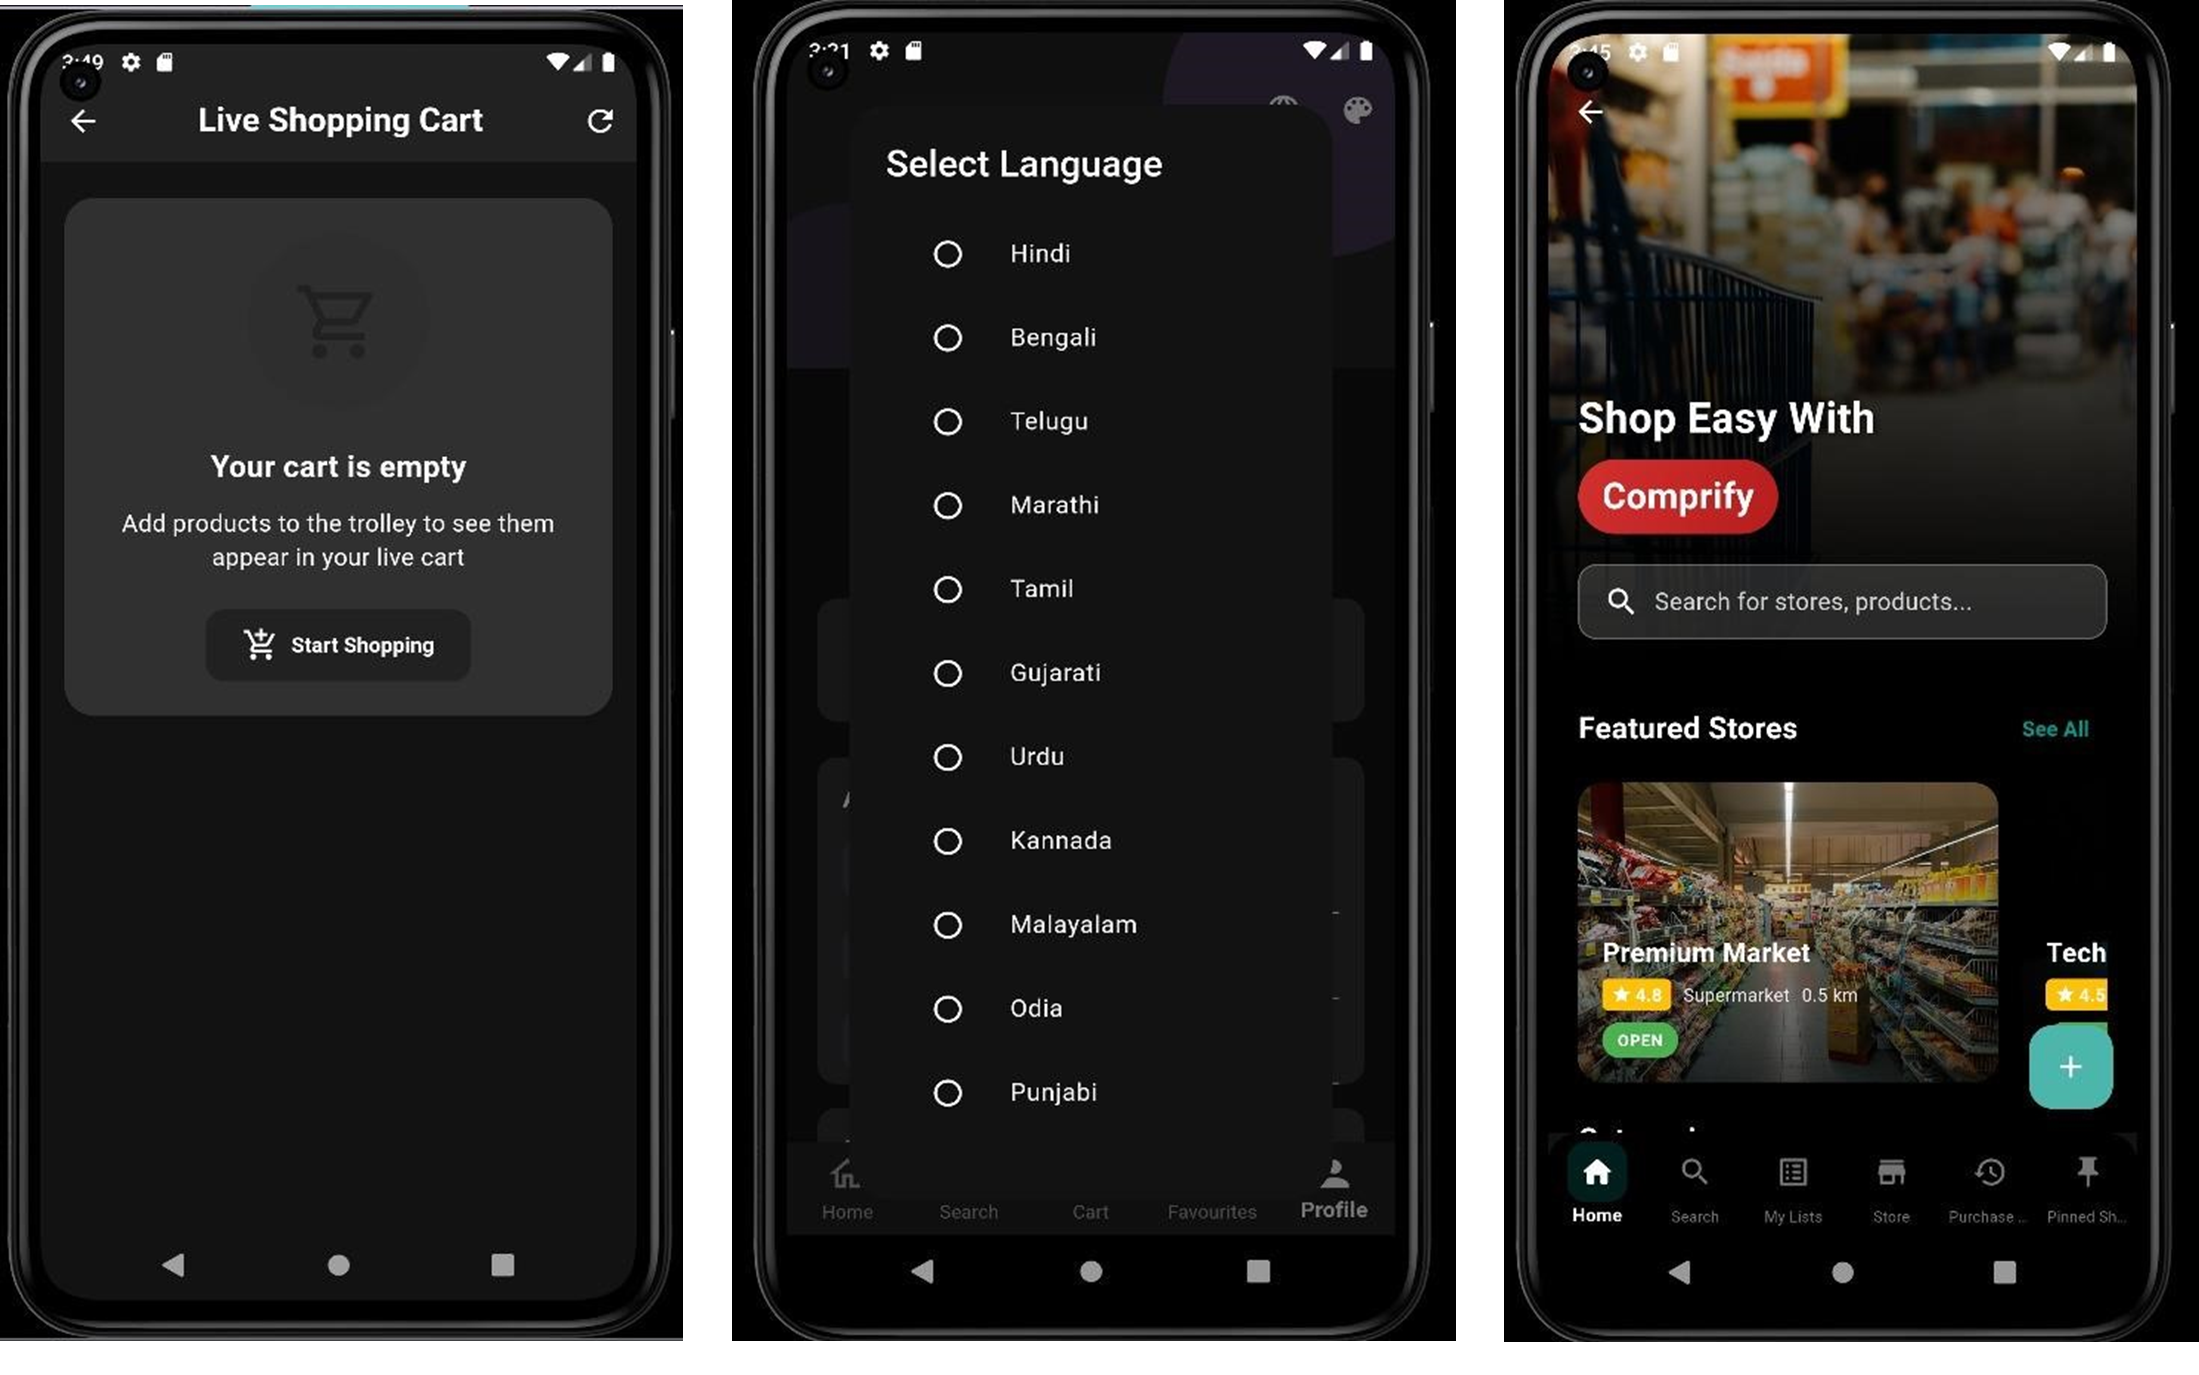 3:49
Live Shopping Cart
Your cart is empty
Add products to the trolley to see them
appear in your live cart
Start Shopping
3:21
Select Language
Hindi
Bengali
Telugu
Marathi
Tamil
Gujarati
Urdu
Kannada
Malayalam
Odia
Punjabi
Home
Search
Cart
Favourites
Profile
3:45
Shop Easy With
Comprify
Search for stores, products...
Featured Stores
See All
Premium Market
4.8
Supermarket 0.5 km
OPEN
Tech
4.5
+
Home
Search
My Lists
Store
Purchase ...
Pinned Sh...